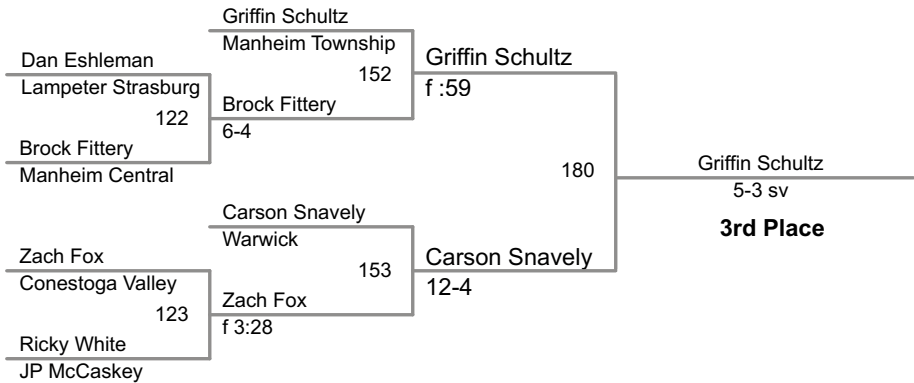 Griffin Schultz
Manheim Township
Dan Eshleman
Lampeter Strasburg
152
Griffin Schultz
f :59
122
Brock Fittery
6-4
Brock Fittery
Manheim Central
180
Griffin Schultz
5-3 sv
3rd Place
Carson Snavely
Warwick
Zach Fox
Conestoga Valley
153
Carson Snavely
12-4
123
Zach Fox
f 3:28
Ricky White
JP McCaskey